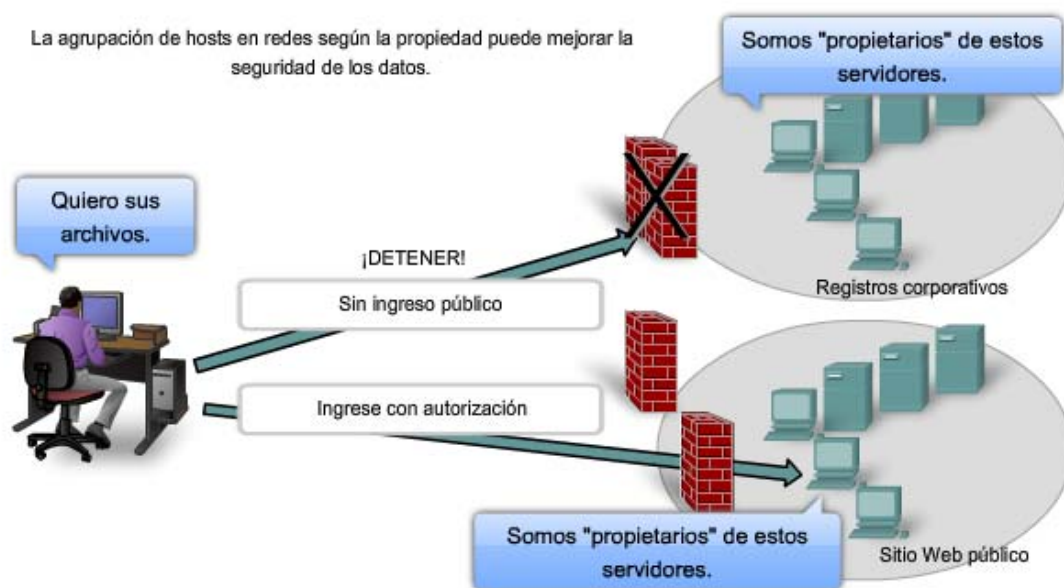 La agrupación de hosts en redes según la propiedad puede mejorar la
seguridad de los datos.
Somos "propietarios" de estos
servidores.
Quiero sus
archivos.
¡DETENER!
Sin ingreso público
Registros corporativos
Ingrese con autorización
Somos "propietarios" de estos
servidores.
Sitio Web público